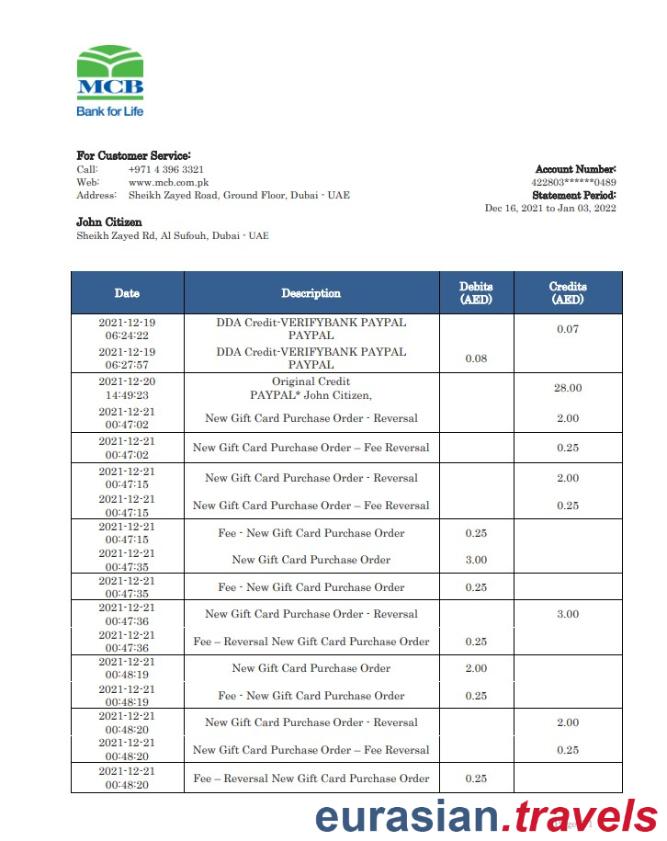 MCB
Bank for Life
For Customer Service:
Call: +971 4 396 3321
Web: www.mcb.com.pk
Address: Sheikh Zayed Road, Ground Floor, Dubai - UAE
Account Number:
422803******0489
Statement Period:
Dec 16, 2021 to Jan 03, 2022
John Citizen
Sheikh Zayed Rd, Al Sufouh, Dubai - UAE
Date Description Debits (AED) Credits (AED)
2021-12-19 06:24:22 DDA Credit-VERIFYBANK PAYPAL PAYPAL 0.07
2021-12-19 06:27:57 DDA Credit-VERIFYBANK PAYPAL PAYPAL 0.08
2021-12-20 14:49:23 Original Credit PAYPAL* John Citizen, 28.00
2021-12-21 00:47:02 New Gift Card Purchase Order - Reversal 2.00
2021-12-21 00:47:02 New Gift Card Purchase Order – Fee Reversal 0.25
2021-12-21 00:47:15 New Gift Card Purchase Order - Reversal 2.00
2021-12-21 00:47:15 New Gift Card Purchase Order – Fee Reversal 0.25
2021-12-21 00:47:15 Fee - New Gift Card Purchase Order 0.25
2021-12-21 00:47:35 New Gift Card Purchase Order 3.00
2021-12-21 00:47:35 Fee - New Gift Card Purchase Order 0.25
2021-12-21 00:47:36 New Gift Card Purchase Order - Reversal 3.00
2021-12-21 00:47:36 Fee – Reversal New Gift Card Purchase Order 0.25
2021-12-21 00:48:19 New Gift Card Purchase Order 2.00
2021-12-21 00:48:19 Fee - New Gift Card Purchase Order 0.25
2021-12-21 00:48:20 New Gift Card Purchase Order - Reversal 2.00
2021-12-21 00:48:20 New Gift Card Purchase Order – Fee Reversal 0.25
2021-12-21 00:48:20 Fee – Reversal New Gift Card Purchase Order 0.25
eurasian.travels